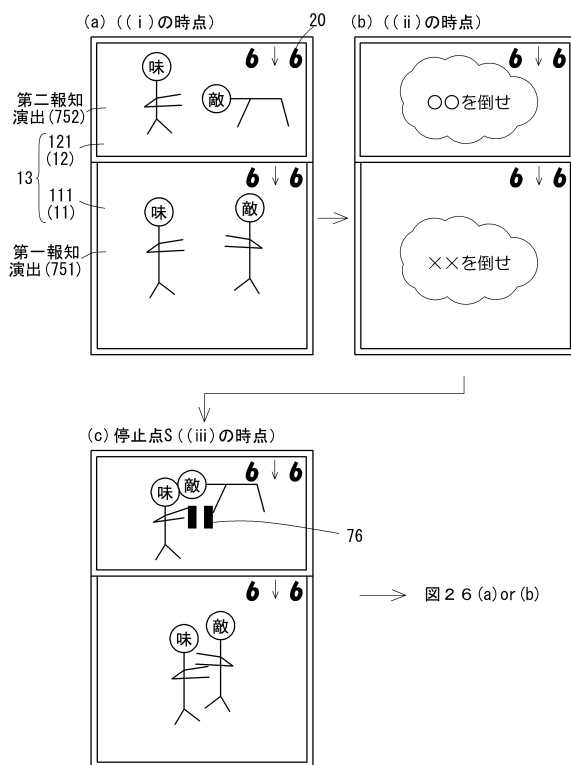 (a) ((ⅰ)の時点)
20
6 ↓ 6
味
敵
第二報知
演出(752)
121
(12)
13
111
(11)
6 ↓ 6
味
敵
第一報知
演出(751)
(b) ((ⅱ)の時点)
6 ↓ 6
○○を倒せ
6 ↓ 6
××を倒せ
(c) 停止点S((ⅲ)の時点)
6 ↓ 6
味
敵
76
6 ↓ 6
味
敵
図26(a)or(b)